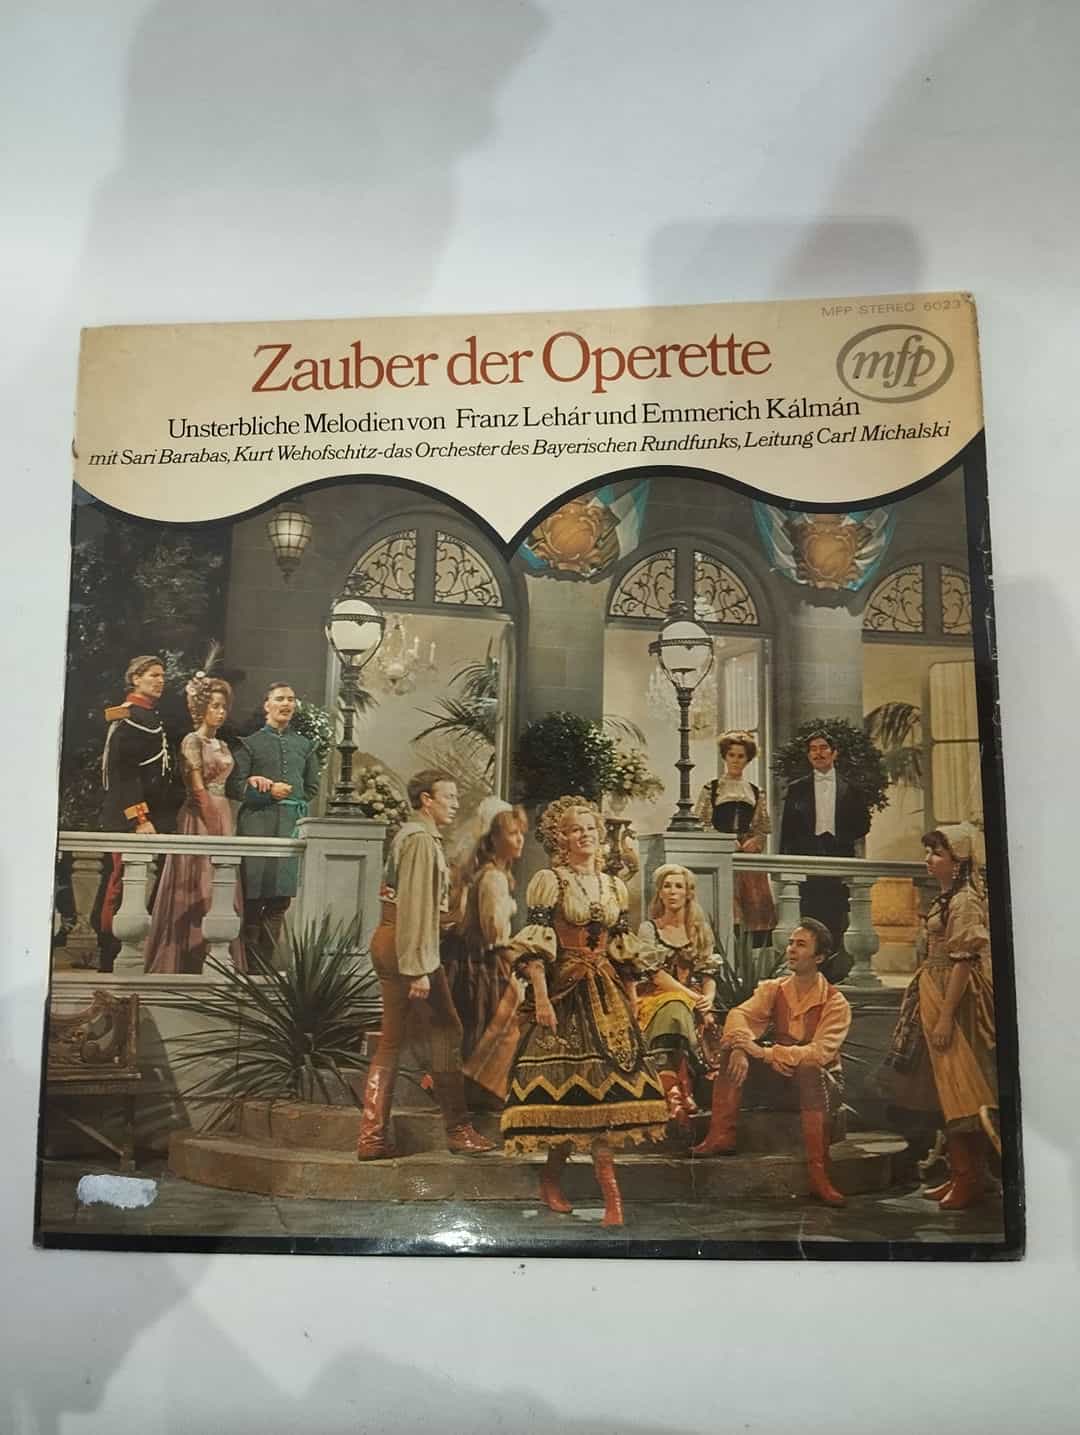 MFP STEREO 6023
Zauber der Operette
mfp
Unsterbliche Melodien von Franz Lehár und Emmerich Kálmán
mit Sari Barabas, Kurt Wehofschitz-das Orchester des Bayerischen Rundfunks, Leitung Carl Michalski